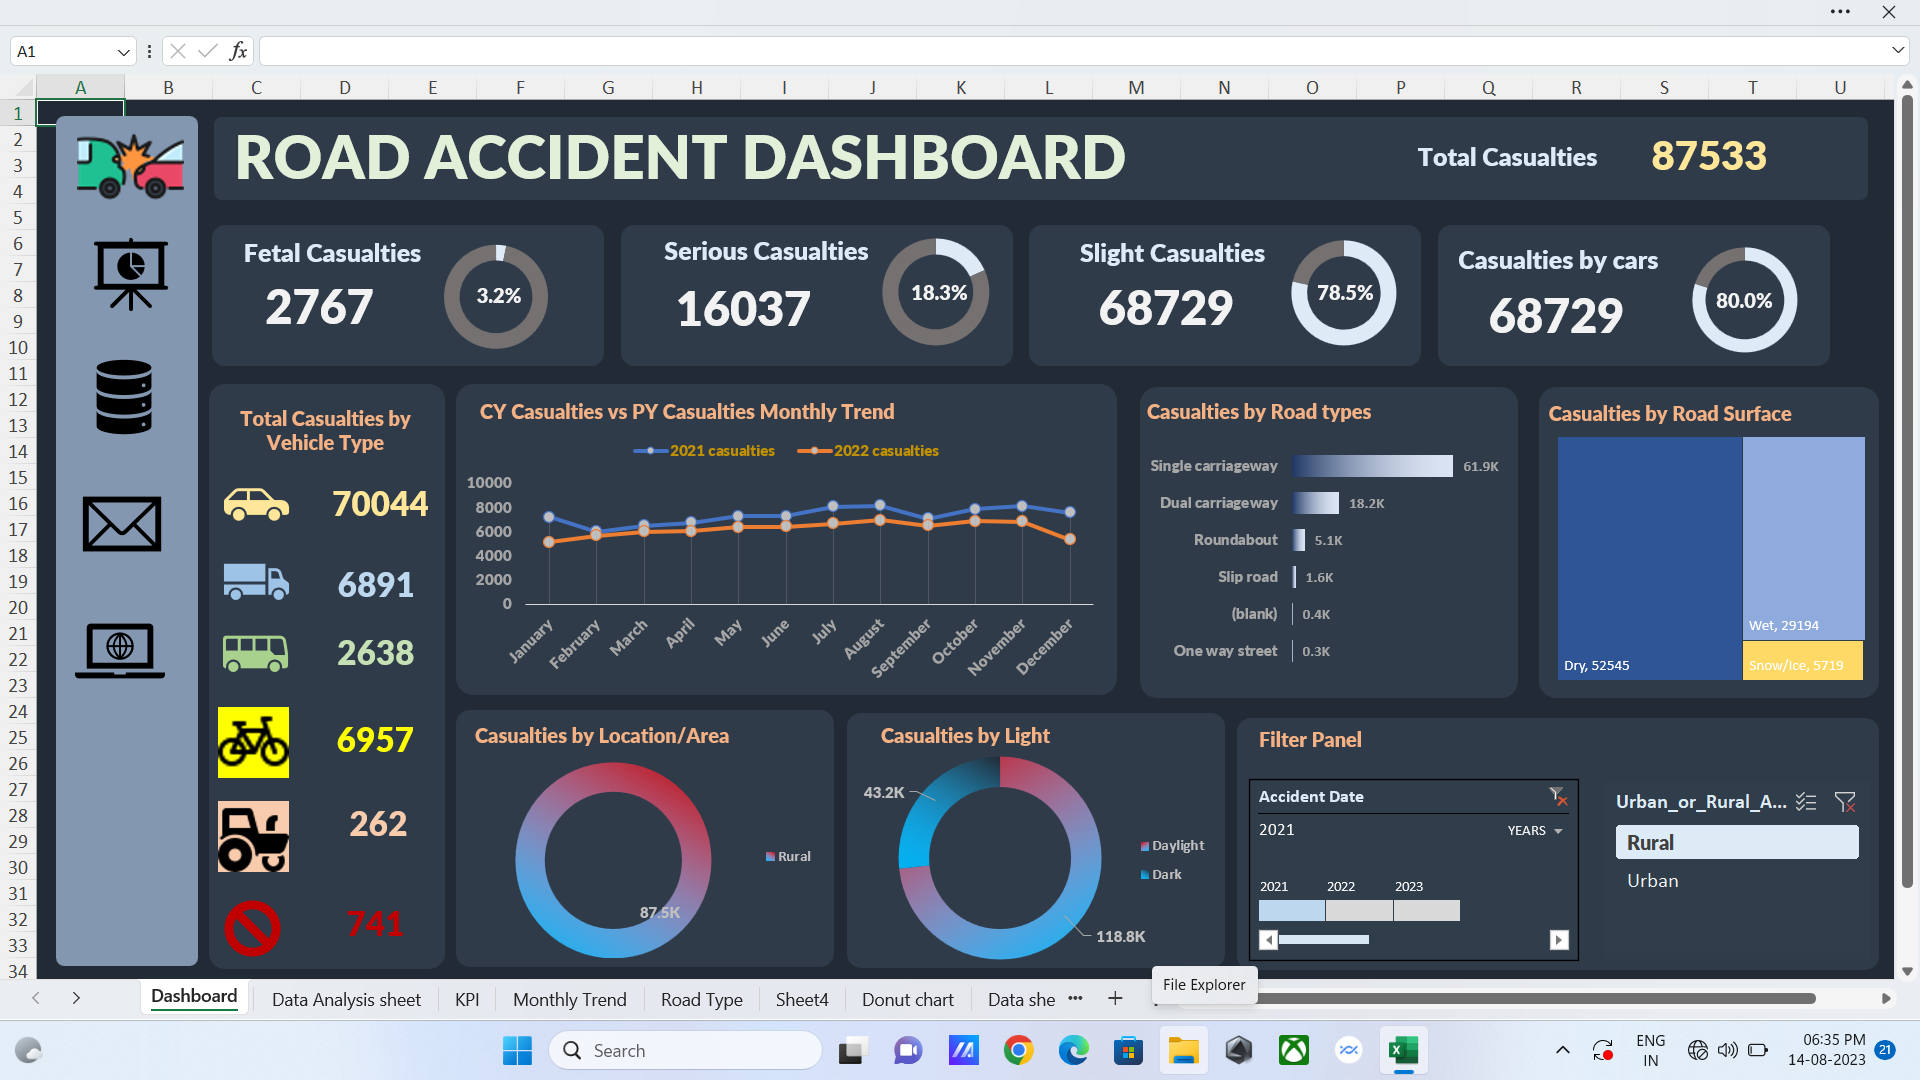 A1
fx
A B C D E F G H I J K L M N O P Q R S T U
1
2
3
4
5
6
7
8
9
10
11
12
13
14
15
16
17
18
19
20
21
22
23
24
25
26
27
28
29
30
31
32
33
34
ROAD ACCIDENT DASHBOARD
Total Casualties 87533
Fetal Casualties
2767
3.2%
Serious Casualties
16037
18.3%
Slight Casualties
68729
78.5%
Casualties by cars
68729
80.0%
Total Casualties by
Vehicle Type
70044
6891
2638
6957
262
741
CY Casualties vs PY Casualties Monthly Trend
2021 casualties 2022 casualties
10000
8000
6000
4000
2000
0
January
February
March
April
May
June
July
August
September
October
November
December
Casualties by Road types
Single carriageway 61.9K
Dual carriageway 18.2K
Roundabout 5.1K
Slip road 1.6K
(blank) 0.4K
One way street 0.3K
Casualties by Road Surface
Wet, 29194
Dry, 52545
Snow/Ice, 5719
Casualties by Location/Area
Rural
87.5K
Casualties by Light
43.2K
Daylight
Dark
118.8K
Filter Panel
Accident Date
2021 YEARS
2021 2022 2023
Urban_or_Rural_A...
Rural
Urban
File Explorer
Dashboard Data Analysis sheet KPI Monthly Trend Road Type Sheet4 Donut chart Data she ···
Search
ENG
IN
06:35 PM
14-08-2023
21